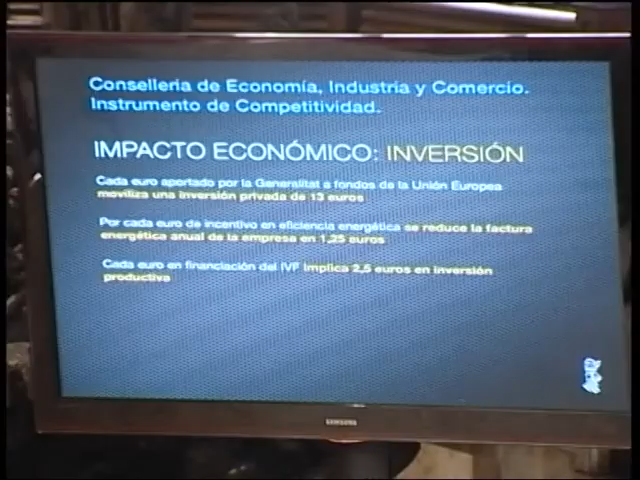 Conselleria de Economía, Industria y Comercio.
Instrumento de Competitividad.
IMPACTO ECONÓMICO: INVERSIÓN
Cada euro aportado por la Generalitat a fondos de la Unión Europea
moviliza una inversión privada de 13 euros
Por cada euro de incentivo en eficiencia energética se reduce la factura
energética anual de la empresa en 1,25 euros
Cada euro en financiación del IVF implica 2,5 euros en inversión
productiva
SAMSUNG